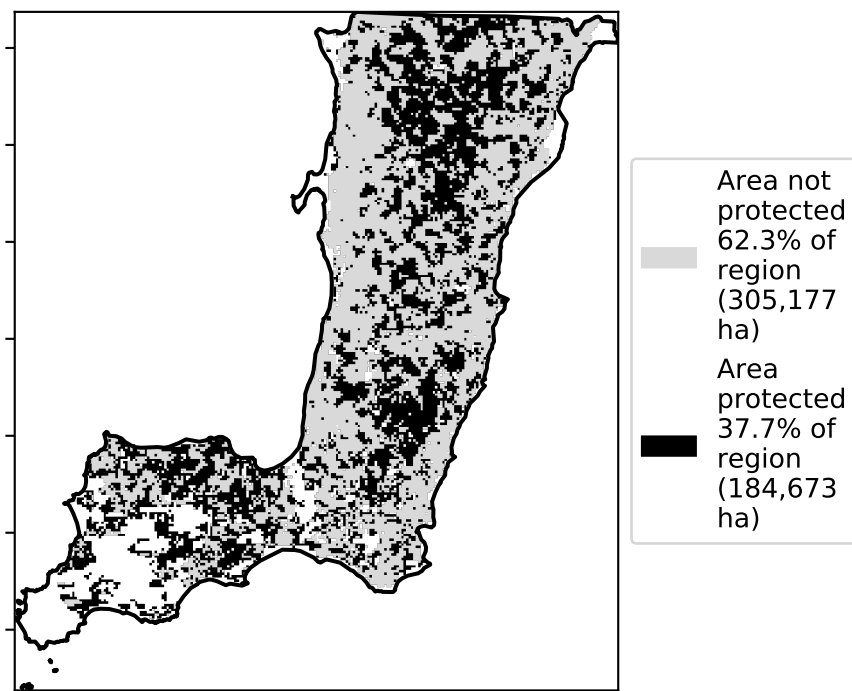 Area not
protected
62.3% of
region
(305,177
ha)
Area
protected
37.7% of
region
(184,673
ha)